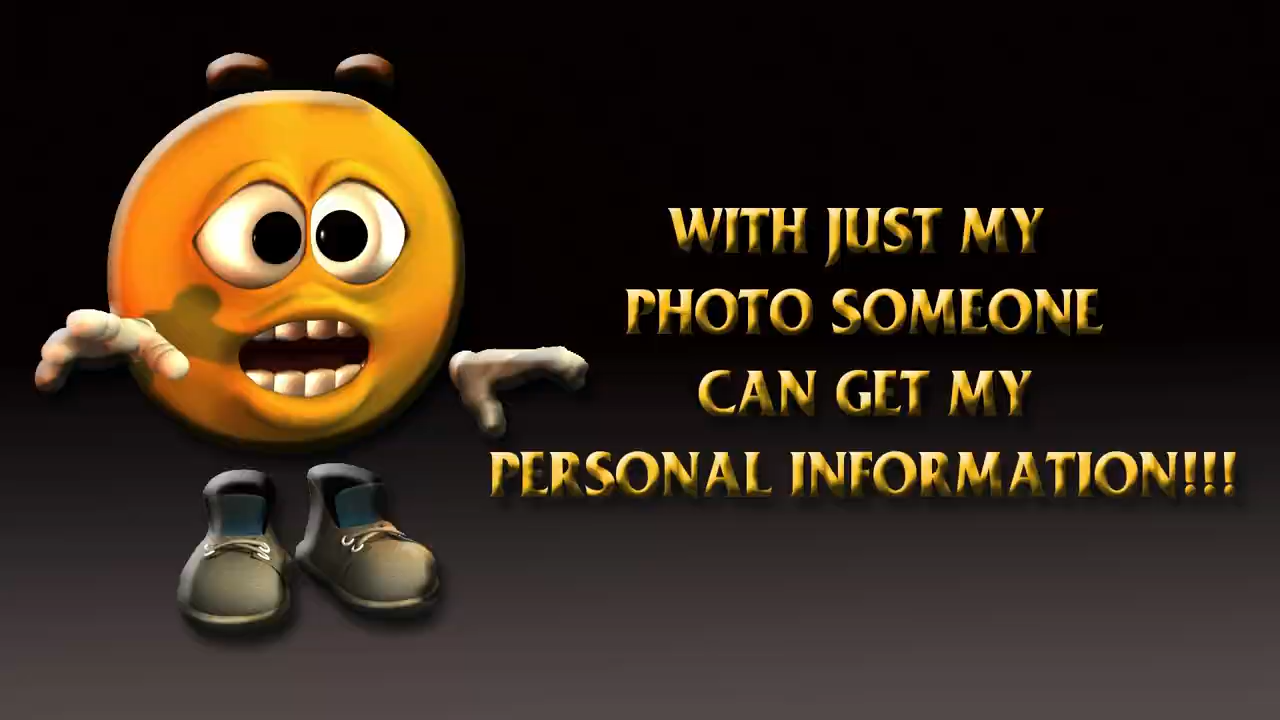 WITH JUST MY
PHOTO SOMEONE
CAN GET MY
PERSONAL INFORMATION!!!